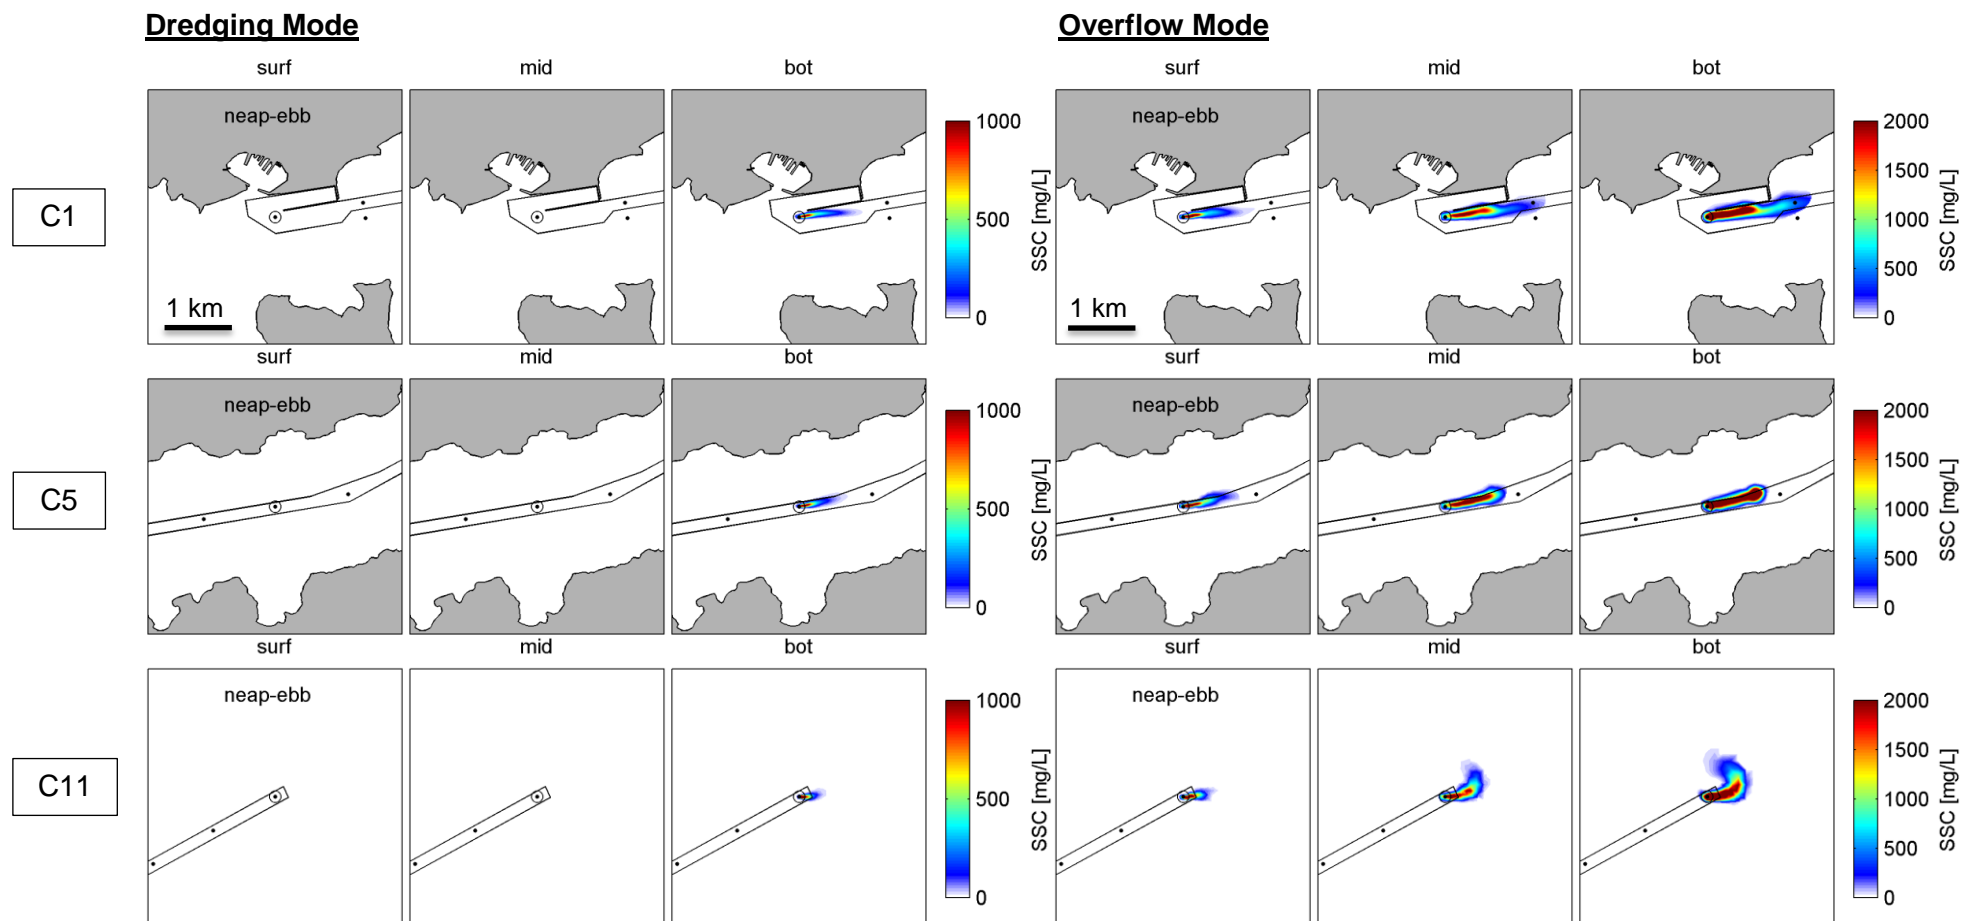 Dredging Mode Overflow Mode
surf mid bot surf mid bot
neap-ebb neap-ebb
1000 500 0 SSC [mg/L]
2000 1500 1000 500 0 SSC [mg/L]
C1
1 km 1 km
surf mid bot surf mid bot
neap-ebb neap-ebb
1000 500 0 SSC [mg/L]
2000 1500 1000 500 0 SSC [mg/L]
C5
surf mid bot surf mid bot
neap-ebb neap-ebb
1000 500 0 SSC [mg/L]
2000 1500 1000 500 0 SSC [mg/L]
C11